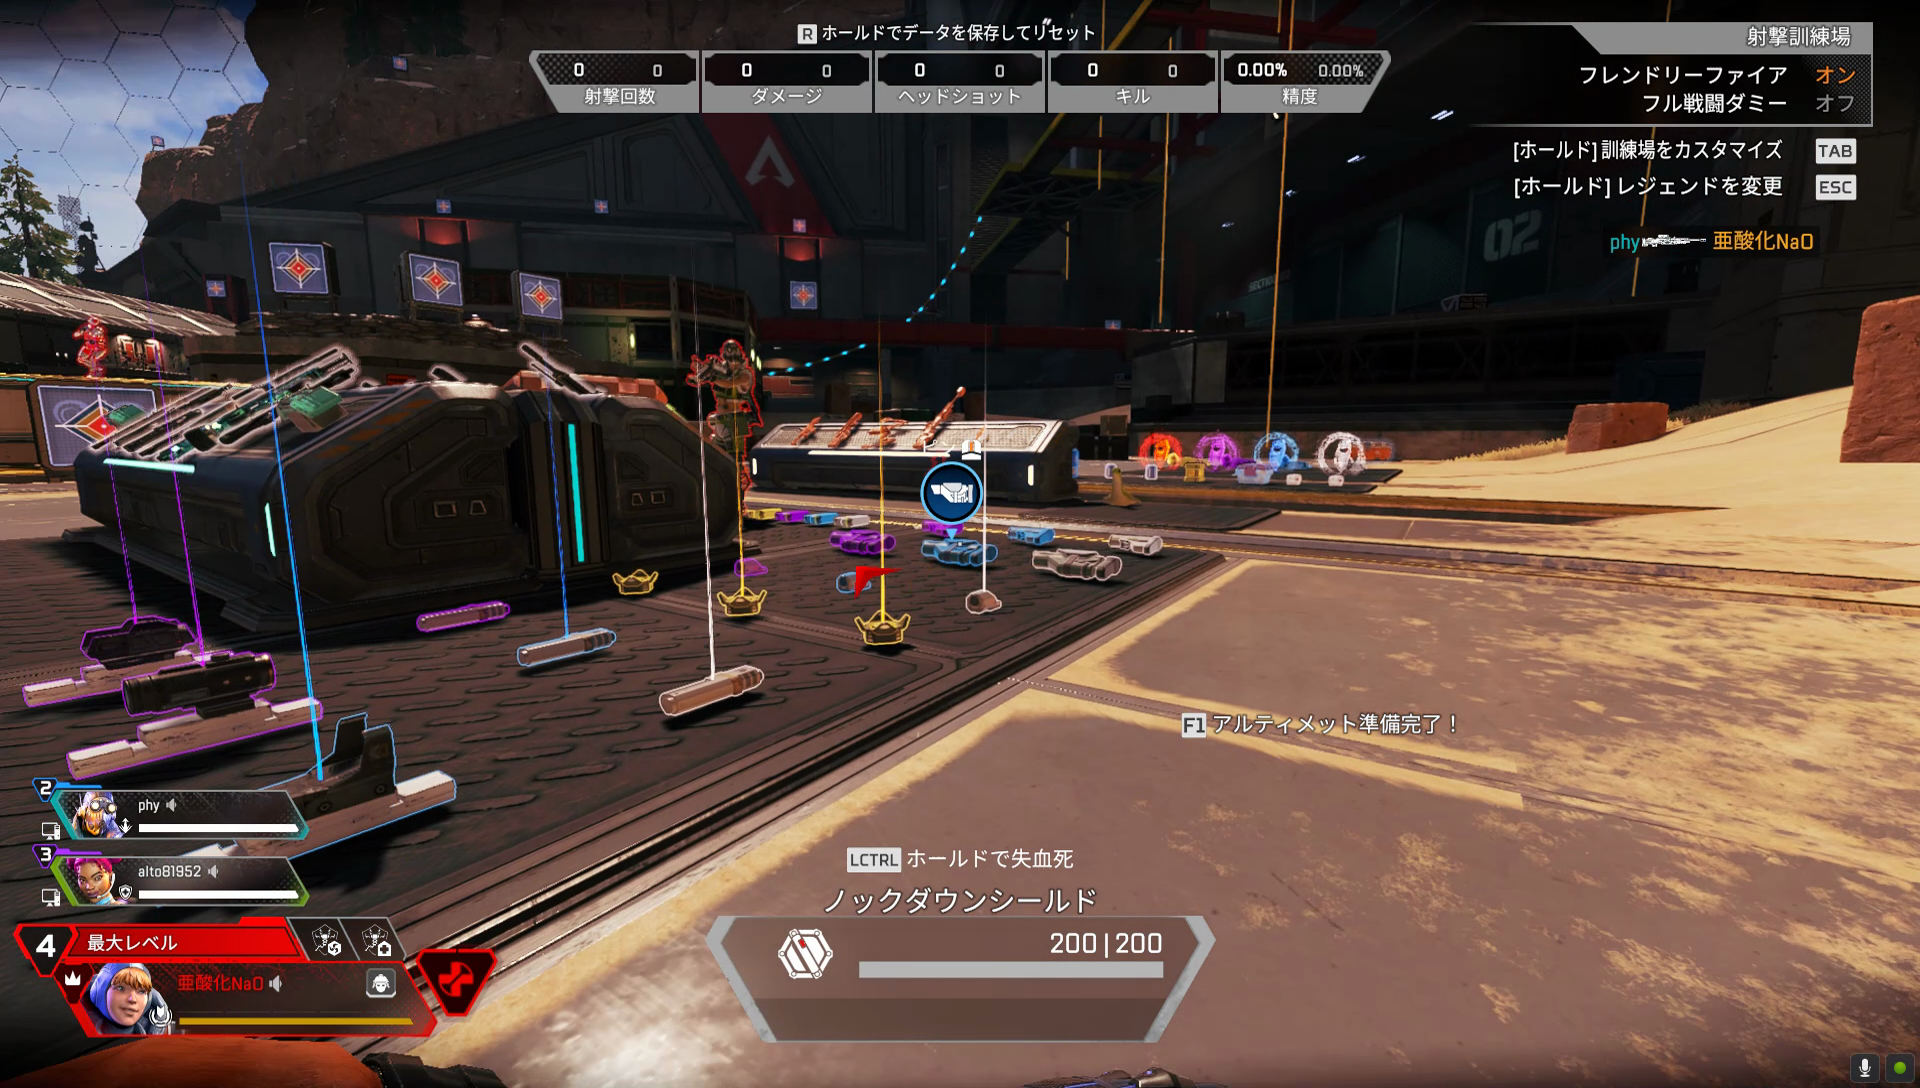 R ホールドでデータを保存してリセット
0 0 0 0 0 0 0 0 0.00% 0.00%
射撃回数 ダメージ ヘッドショット キル 精度
射撃訓練場
フレンドリーファイア オン
フル戦闘ダミー オフ
[ホールド] 訓練場をカスタマイズ TAB
[ホールド] レジェンドを変更 ESC
phy 亜酸化NaO
02
F1 アルティメット準備完了！
2 phy
3 alto81952
LCTRL ホールドで失血死
ノックダウンシールド
200 | 200
4 最大レベル
亜酸化NaO